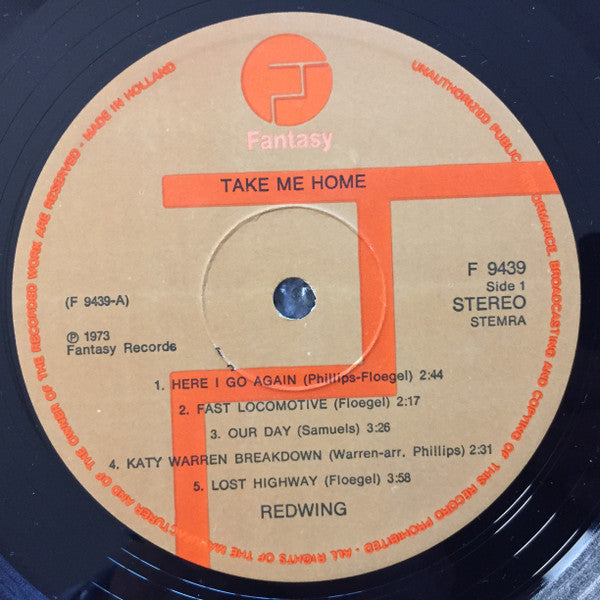 Fantasy
TAKE ME HOME
F 9439
Side 1
STEREO
STEMRA
(F 9439-A)
℗ 1973
Fantasy Records
1. HERE I GO AGAIN (Phillips-Floegel) 2:44
2. FAST LOCOMOTIVE (Floegel) 2:17
3. OUR DAY (Samuels) 3:26
4. KATY WARREN BREAKDOWN (Warren-arr. Phillips) 2:31
5. LOST HIGHWAY (Floegel) 3:58
REDWING
UNAUTHORIZED PUBLIC PERFORMANCE, BROADCASTING AND COPYING OF THIS RECORD PROHIBITED - ALL RIGHTS OF THE MANUFACTURER AND OF THE OWNER OF THE RECORDED WORK ARE RESERVED - MADE IN HOLLAND